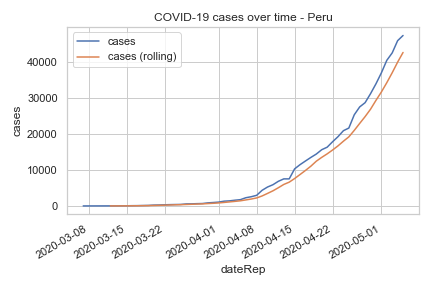 COVID-19 cases over time - Peru
cases
cases (rolling)
cases
40000
30000
20000
10000
0
2020-03-08
2020-03-15
2020-03-22
2020-04-01
2020-04-08
2020-04-15
2020-04-22
2020-05-01
dateRep